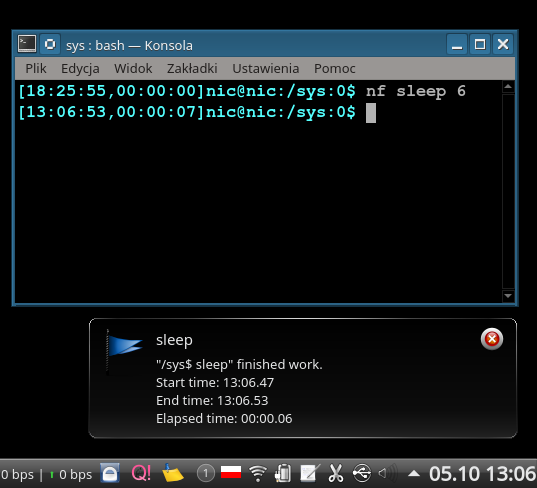 sys : bash — Konsola
Plik Edycja Widok Zakładki Ustawienia Pomoc
[18:25:55,00:00:00]nic@nic:/sys:0$ nf sleep 6
[13:06:53,00:00:07]nic@nic:/sys:0$
sleep
"/sys$ sleep" finished work.
Start time: 13:06.47
End time: 13:06.53
Elapsed time: 00:00.06
0 bps | 0 bps Q! 1 05.10 13:06